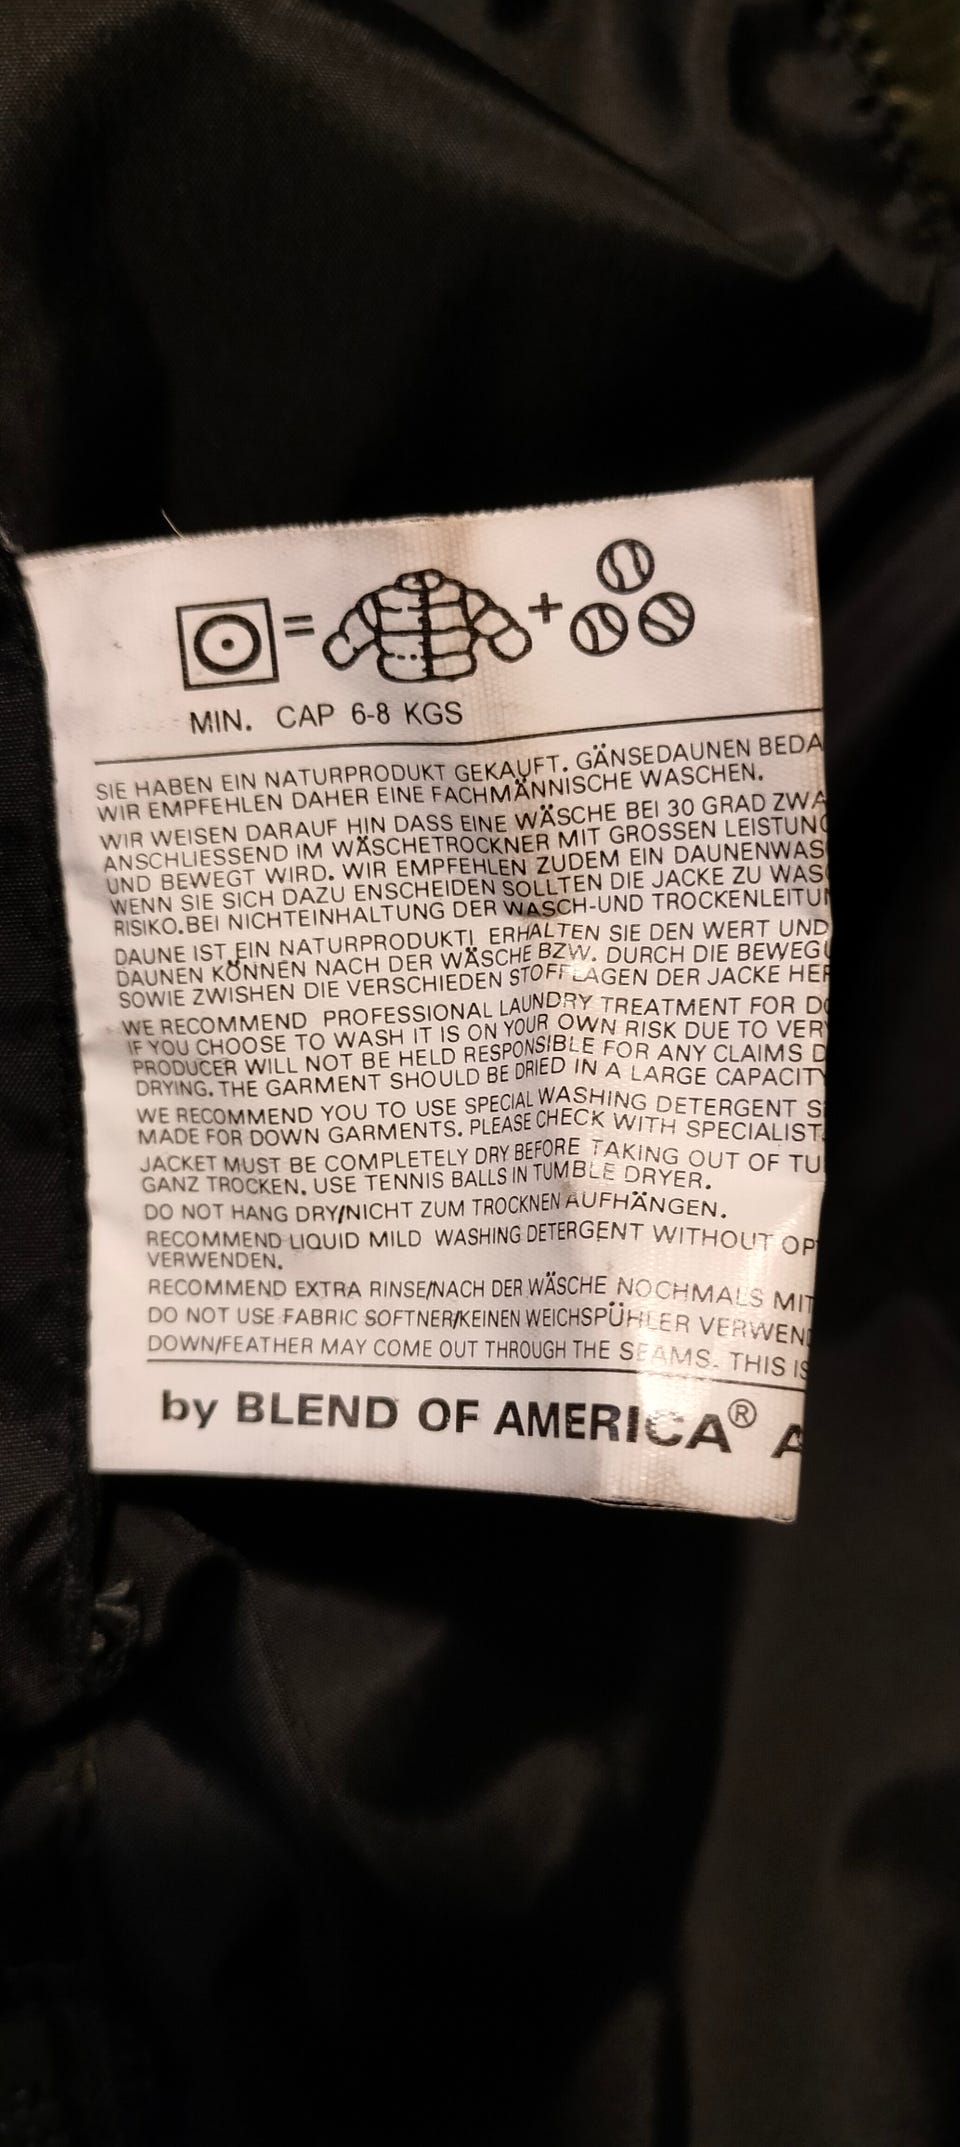 =
+
MIN. CAP 6-8 KGS
SIE HABEN EIN NATURPRODUKT GEKAUFT. GÄNSEDAUNEN BEDA
WIR EMPFEHLEN DAHER EINE FACHMÄNNISCHE WASCHEN.
WIR WEISEN DARAUF HIN DASS EINE WÄSCHE BEI 30 GRAD ZWA
ANSCHLIESSEND IM WÄSCHETROCKNER MIT GROSSEN LEISTUNG
UND BEWEGT WIRD. WIR EMPFEHLEN ZUDEM EIN DAUNENWAS
WENN SIE SICH DAZU ENSCHEIDEN SOLLTEN DIE JACKE ZU WAS
RISIKO.BEI NICHTEINHALTUNG DER WASCH-UND TROCKENLEITU
DAUNE IST EIN NATURPRODUKT! ERHALTEN SIE DEN WERT UND
DAUNEN KÖNNEN NACH DER WÄSCHE BZW. DURCH DIE BEWEGU
SOWIE ZWISHEN DIE VERSCHIEDEN STOFFLAGEN DER JACKE HER
WE RECOMMEND PROFESSIONAL LAUNDRY TREATMENT FOR DO
IF YOU CHOOSE TO WASH IT IS ON YOUR OWN RISK DUE TO VERY
PRODUCER WILL NOT BE HELD RESPONSIBLE FOR ANY CLAIMS D
DRYING. THE GARMENT SHOULD BE DRIED IN A LARGE CAPACITY
WE RECOMMEND YOU TO USE SPECIAL WASHING DETERGENT S
MADE FOR DOWN GARMENTS. PLEASE CHECK WITH SPECIALIST
JACKET MUST BE COMPLETELY DRY BEFORE TAKING OUT OF TU
GANZ TROCKEN. USE TENNIS BALLS IN TUMBLE DRYER.
DO NOT HANG DRY/NICHT ZUM TROCKNEN AUFHÄNGEN.
RECOMMEND LIQUID MILD WASHING DETERGENT WITHOUT OP
VERWENDEN.
RECOMMEND EXTRA RINSE/NACH DER WÄSCHE NOCHMALS MIT
DO NOT USE FABRIC SOFTNER/KEINEN WEICHSPÜHLER VERWEN
DOWN/FEATHER MAY COME OUT THROUGH THE SEAMS. THIS IS
by BLEND OF AMERICA® A